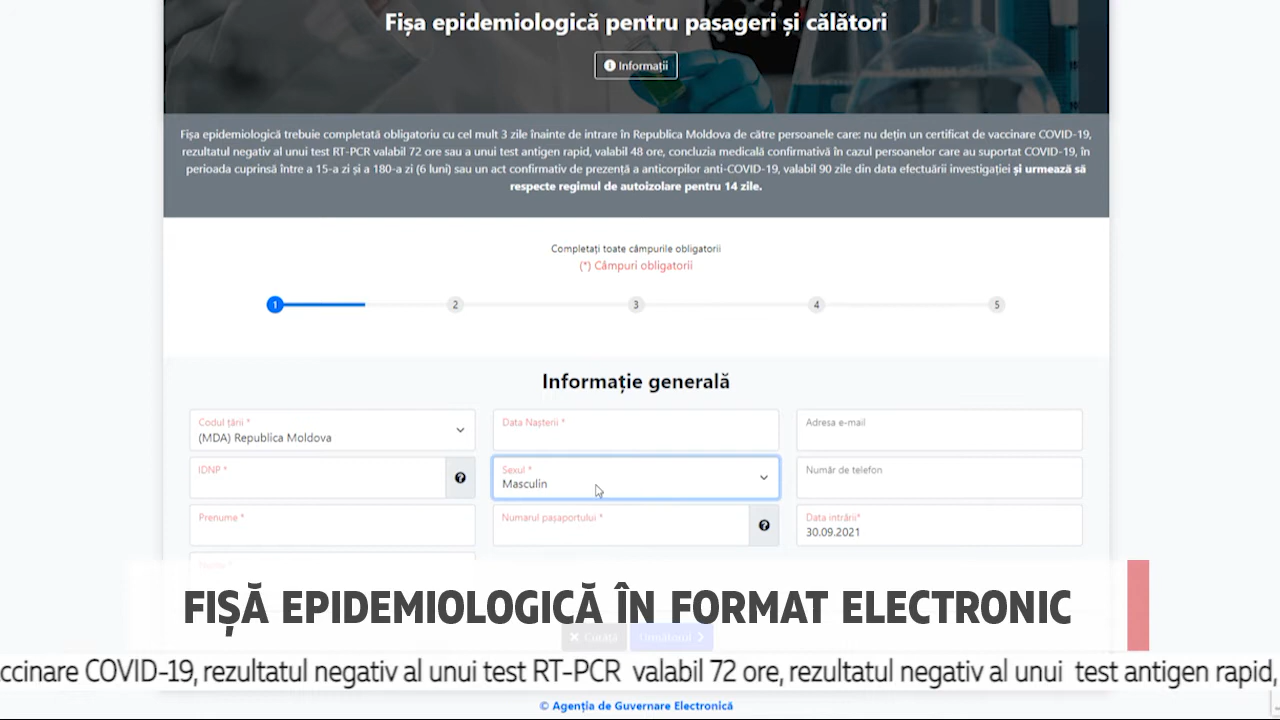 Fișa epidemiologică pentru pasageri și călători
Informații
Fișa epidemiologică trebuie completată obligatoriu cu cel mult 3 zile înainte de intrare în Republica Moldova de către persoanele care: nu dețin un certificat de vaccinare COVID-19,
rezultatul negativ al unui test RT-PCR valabil 72 ore sau a unui test antigen rapid, valabil 48 ore, concluzia medicală confirmativă în cazul persoanelor care au suportat COVID-19, în
perioada cuprinsă între a 15-a zi și a 180-a zi (6 luni) sau un act confirmativ de prezență a anticorpilor anti-COVID-19, valabil 90 zile din data efectuării investigației și urmează să
respecte regimul de autoizolare pentru 14 zile.
Completați toate câmpurile obligatorii
(*) Câmpuri obligatorii
1 2 3 4 5
Informație generală
Codul țării * Data Nașterii * Adresa e-mail
(MDA) Republica Moldova
IDNP * Sexul * Număr de telefon
Masculin
Prenume * Numarul pașaportului * Data intrării*
30.09.2021
FIȘĂ EPIDEMIOLOGICĂ ÎN FORMAT ELECTRONIC
Curăță Următorul
ccinare COVID-19, rezultatul negativ al unui test RT-PCR valabil 72 ore, rezultatul negativ al unui test antigen rapid,
© Agenția de Guvernare Electronică